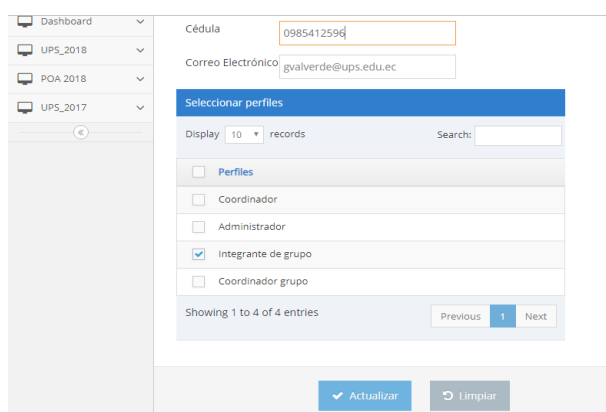 Dashboard
UPS_2018
POA 2018
UPS_2017
Cédula
0985412596
Correo Electrónico
gvalverde@ups.edu.ec
Seleccionar perfiles
Display 10 records
Search:
Perfiles
Coordinador
Administrador
Integrante de grupo
Coordinador grupo
Showing 1 to 4 of 4 entries
Previous 1 Next
Actualizar
Limpiar